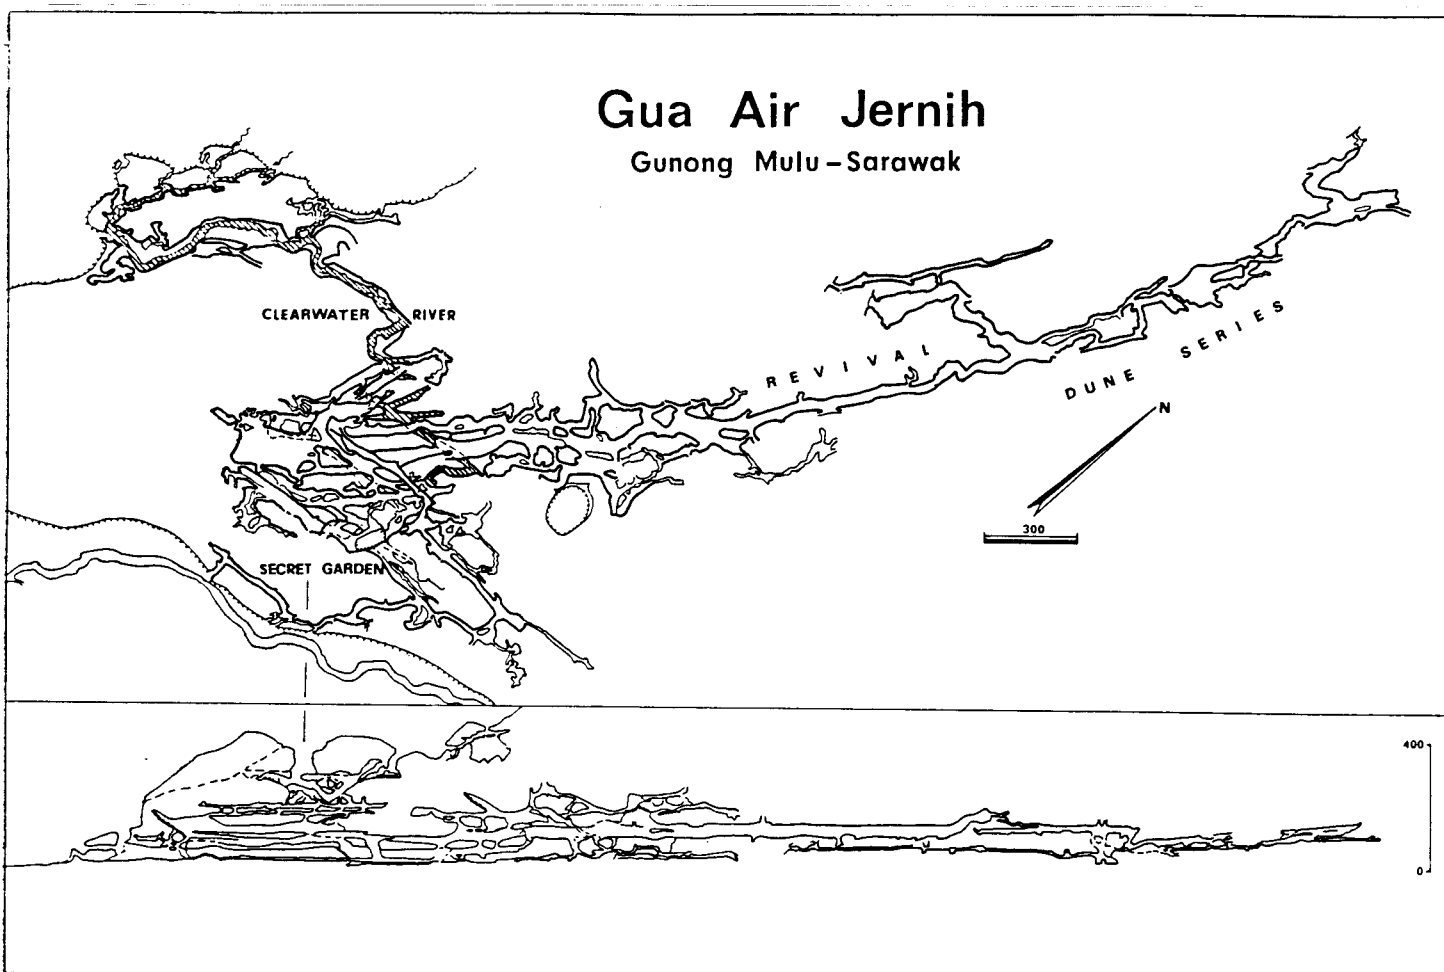 Gua Air Jernih
Gunong Mulu – Sarawak
CLEARWATER RIVER
REVIVAL
DUNE SERIES
N
300
SECRET GARDEN
400
0